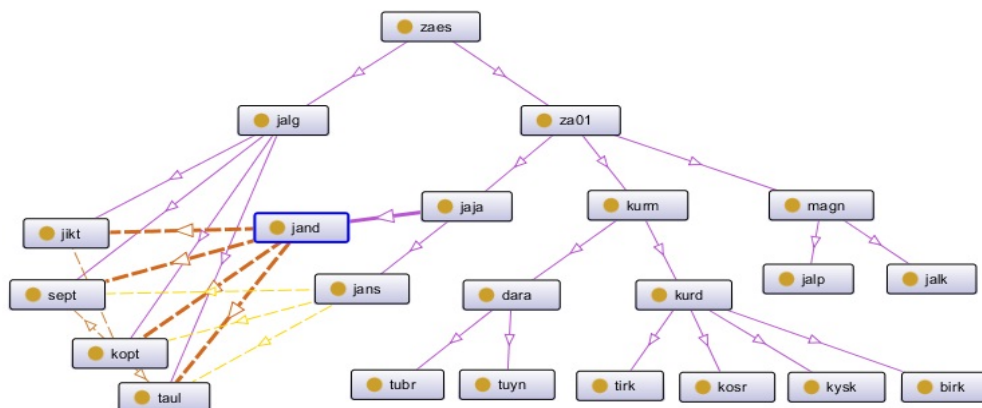 zaes
jalg
za01
jaja
kurm
magn
jikt
jand
sept
jans
dara
kurd
jalp
jalk
kopt
taul
tubr
tuyn
tirk
kosr
kysk
birk